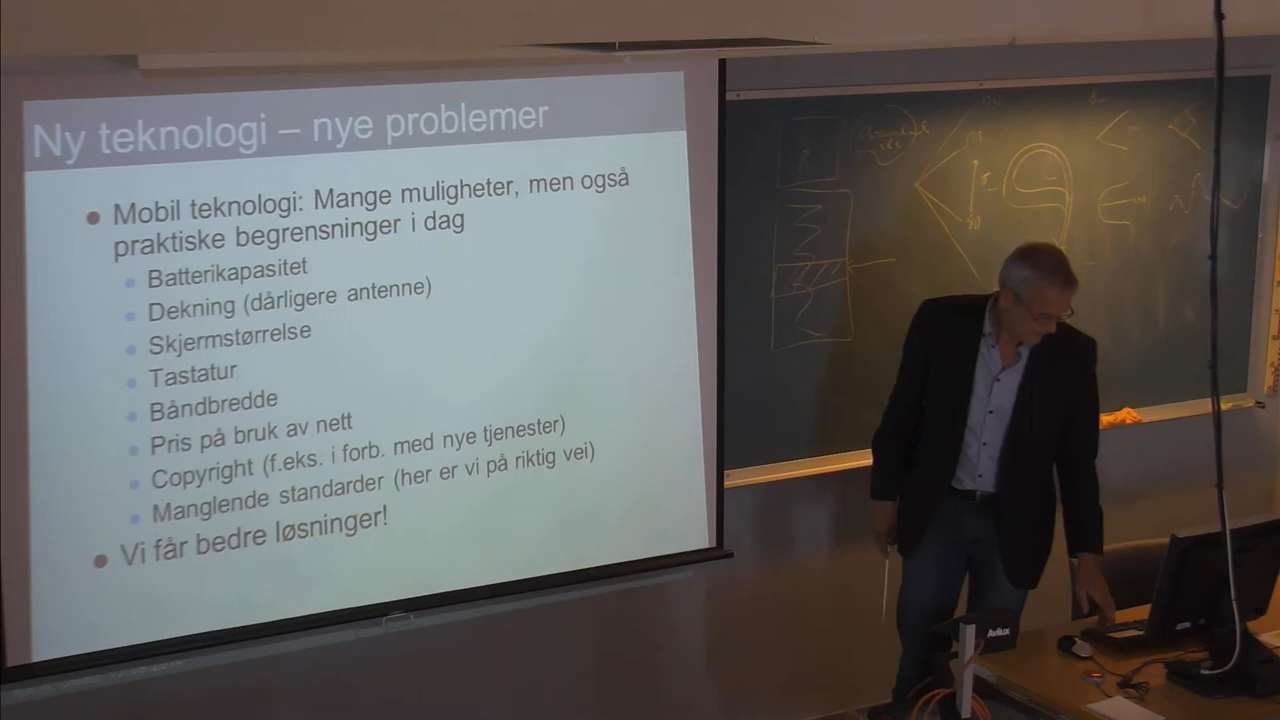 Ny teknologi – nye problemer
Mobil teknologi: Mange muligheter, men også
praktiske begrensninger i dag
Batterikapasitet
Dekning (dårligere antenne)
Skjermstørrelse
Tastatur
Båndbredde
Pris på bruk av nett
Copyright (f.eks. i forb. med nye tjenester)
Manglende standarder (her er vi på riktig vei)
Vi får bedre løsninger!